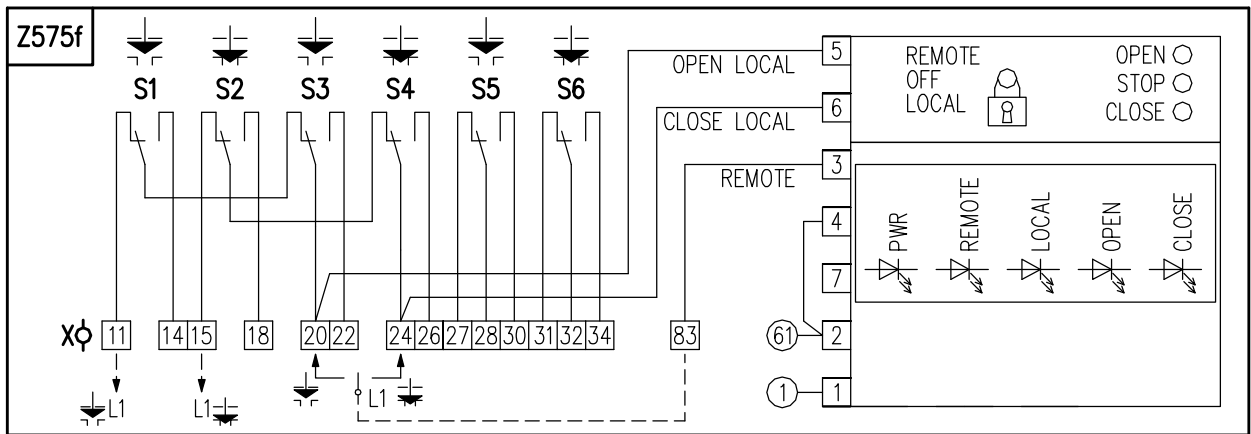 Z575f
S1 S2 S3 S4 S5 S6
OPEN LOCAL
CLOSE LOCAL
REMOTE
5
6
3
4
7
2
1
REMOTE
OFF
LOCAL
OPEN
STOP
CLOSE
PWR
REMOTE
LOCAL
OPEN
CLOSE
X 11 14 15 18 20 22 24 26 27 28 30 31 32 34 83
61
1
L1 L1 L1